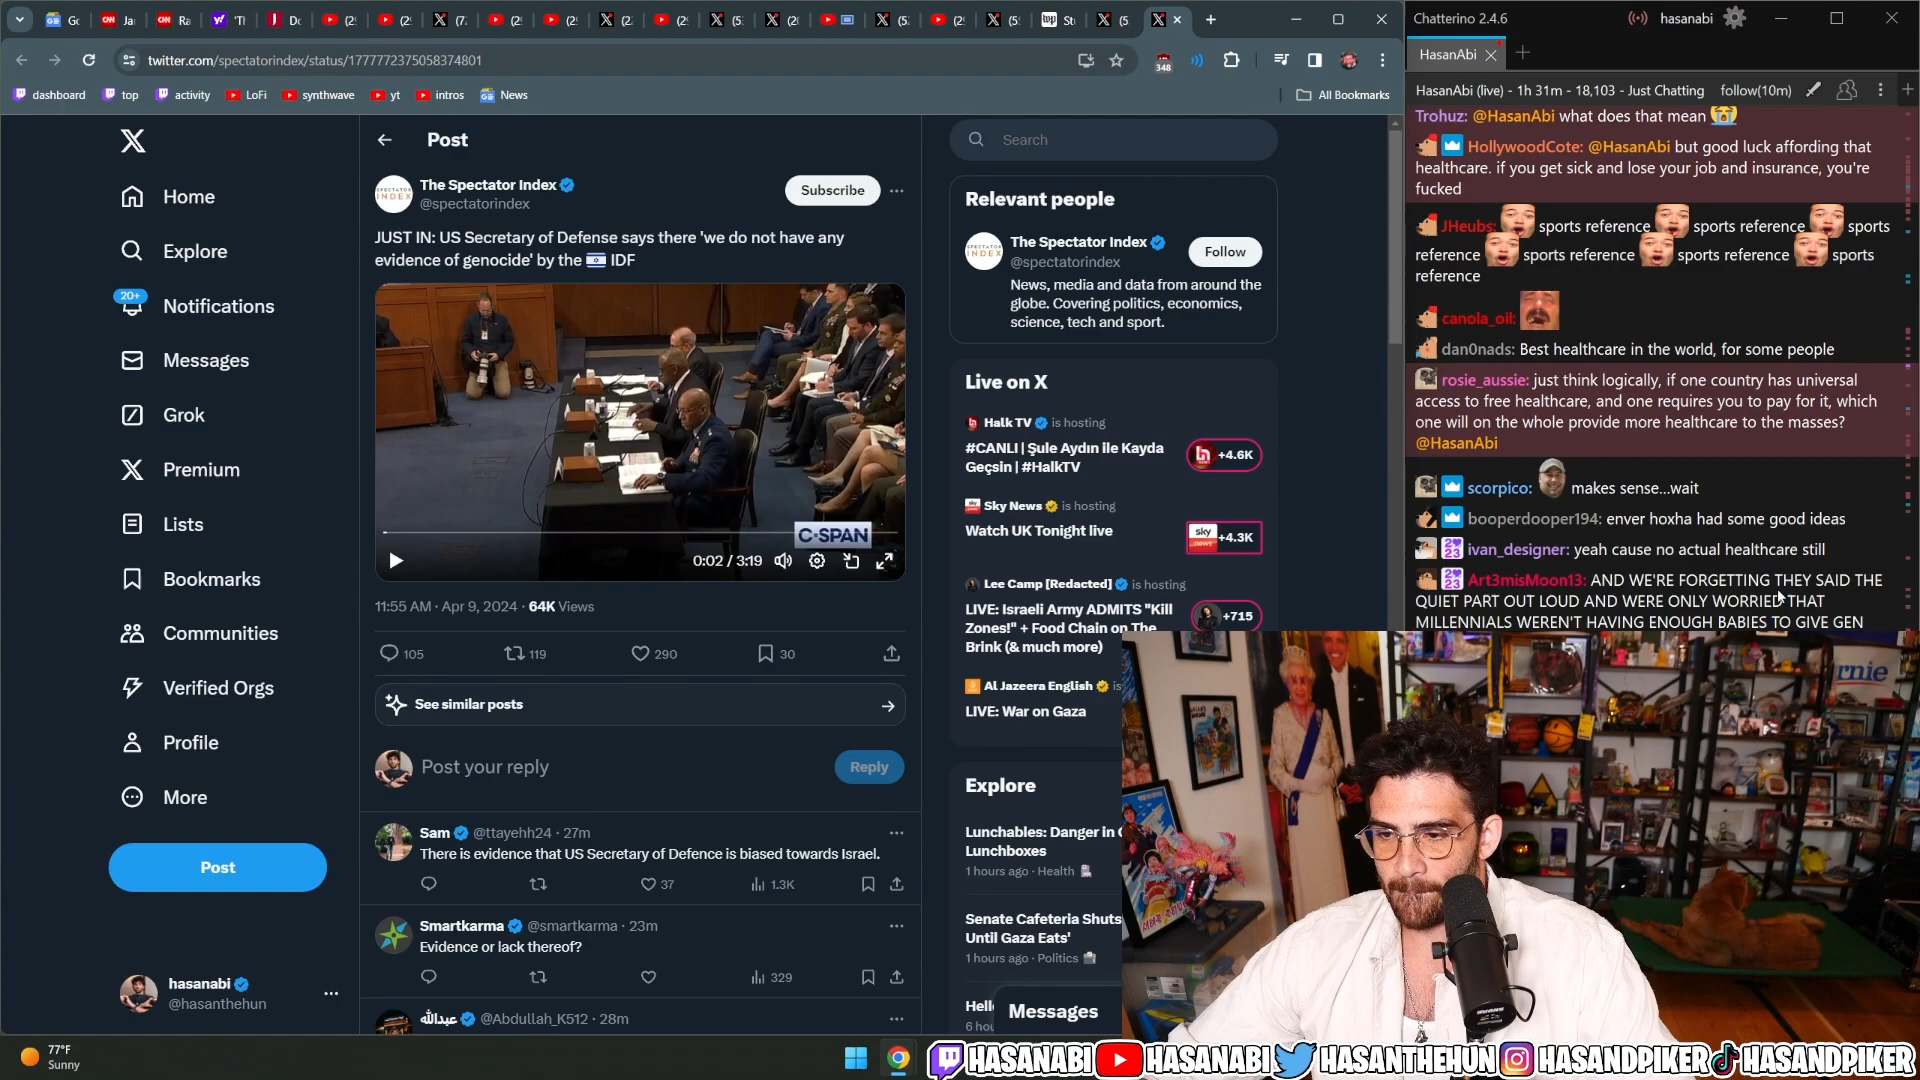 twitter.com/spectatorindex/status/1777772375058374801
348
dashboard
top
activity
LoFi
synthwave
yt
intros
News
All Bookmarks
Home
Explore
20+
Notifications
Messages
Grok
Premium
Lists
Bookmarks
Communities
Verified Orgs
Profile
More
Post
hasanabi
@hasanthehun
Post
The Spectator Index
@spectatorindex
Subscribe
JUST IN: US Secretary of Defense says there 'we do not have any
evidence of genocide' by the 🇮🇱 IDF
C-SPAN
0:02 / 3:19
11:55 AM · Apr 9, 2024 · 64K Views
105
119
290
30
See similar posts
Post your reply
Reply
Sam @ttayehh24 · 27m
There is evidence that US Secretary of Defence is biased towards Israel.
37
1.3K
Smartkarma @smartkarma · 23m
Evidence or lack thereof?
329
عبدالله @Abdullah_K512 · 28m
Search
Relevant people
The Spectator Index
@spectatorindex
Follow
News, media and data from around the
globe. Covering politics, economics,
science, tech and sport.
Live on X
Halk TV is hosting
#CANLI | Şule Aydın ile Kayda
Geçsin | #HalkTV
+4.6K
Sky News is hosting
Watch UK Tonight live
+4.3K
Lee Camp [Redacted] is hosting
LIVE: Israeli Army ADMITS "Kill
Zones!" + Food Chain on The
Brink (& much more)
+715
Al Jazeera English is
LIVE: War on Gaza
Explore
Lunchables: Danger in
Lunchboxes
1 hours ago · Health
Senate Cafeteria Shuts
Until Gaza Eats'
1 hours ago · Politics
Messages
Chatterino 2.4.6
hasanabi
HasanAbi
HasanAbi (live) - 1h 31m - 18,103 - Just Chatting
follow(10m)
Trohuz: @HasanAbi what does that mean 😭
HollywoodCote: @HasanAbi but good luck affording that
healthcare. if you get sick and lose your job and insurance, you're
fucked
JHeubs: sports reference sports reference sports
reference sports reference sports reference sports
reference
canola_oil:
dan0nads: Best healthcare in the world, for some people
rosie_aussie: just think logically, if one country has universal
access to free healthcare, and one requires you to pay for it, which
one will on the whole provide more healthcare to the masses?
@HasanAbi
scorpico: makes sense...wait
booperdooper194: enver hoxha had some good ideas
ivan_designer: yeah cause no actual healthcare still
Art3misMoon13: AND WE'RE FORGETTING THEY SAID THE
QUIET PART OUT LOUD AND WERE ONLY WORRIED THAT
MILLENNIALS WEREN'T HAVING ENOUGH BABIES TO GIVE GEN
77°F
Sunny
HASANABI HASANABI HASANTHEHUN HASANDPIKER HASANDPIKER